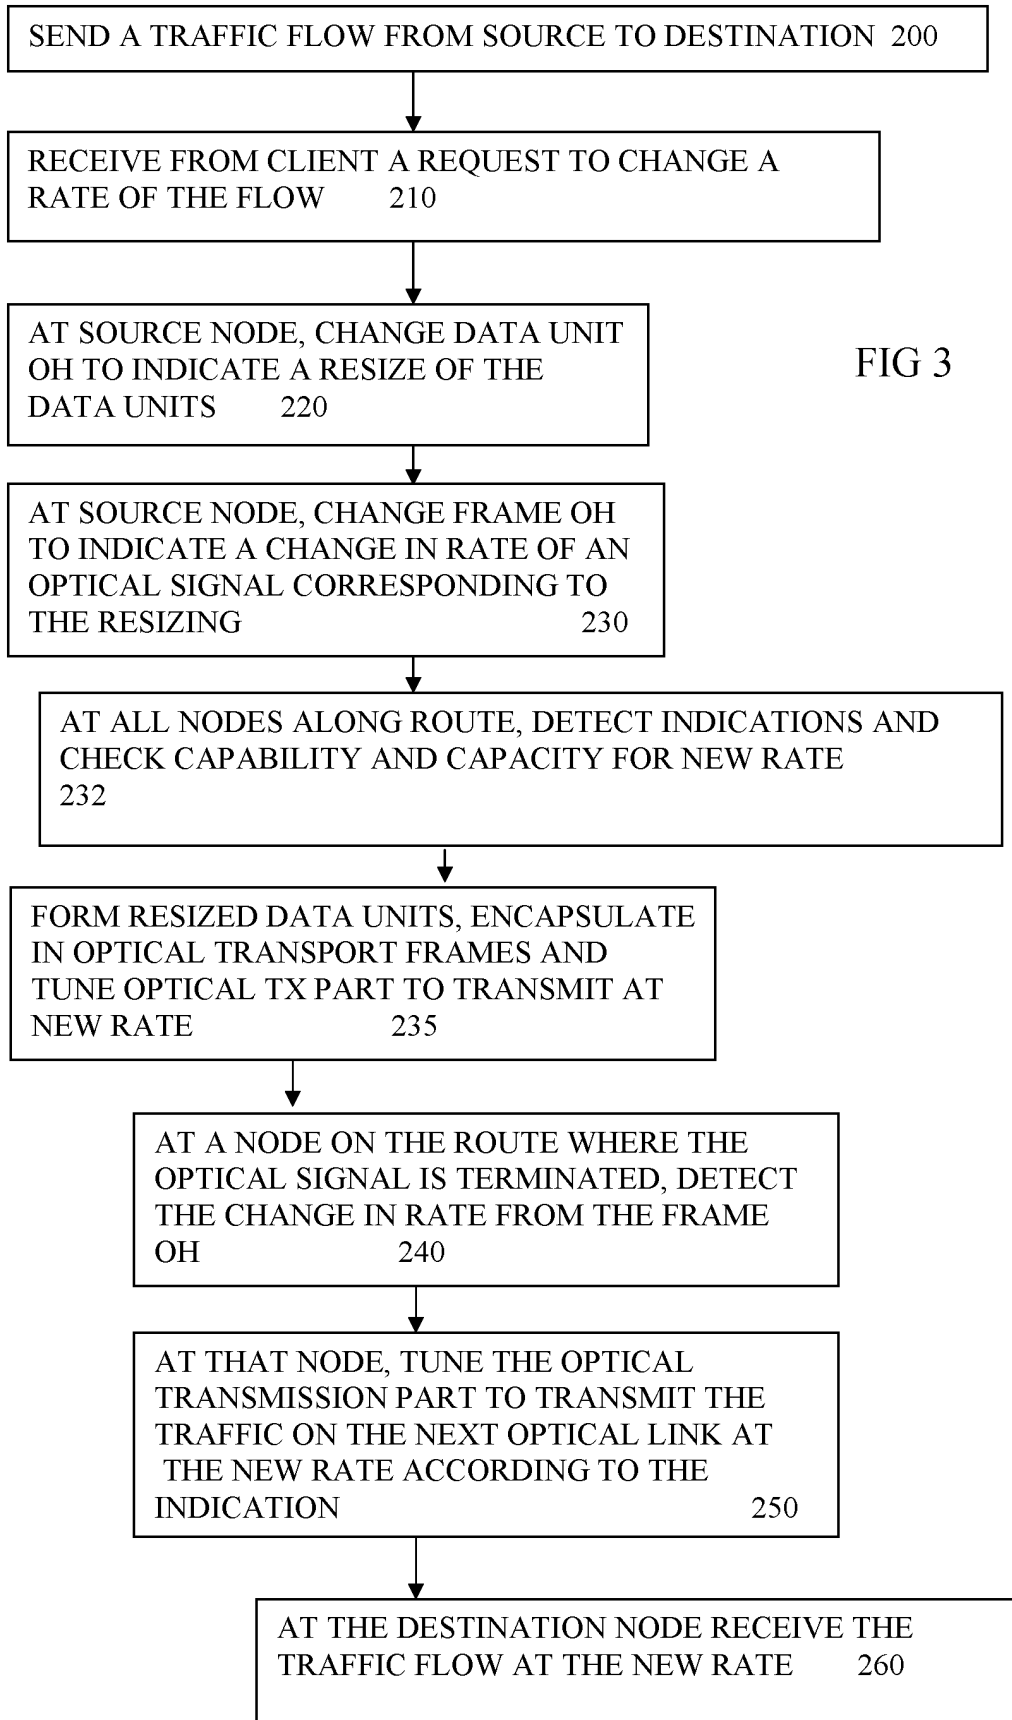 SEND A TRAFFIC FLOW FROM SOURCE TO DESTINATION 200
RECEIVE FROM CLIENT A REQUEST TO CHANGE A
RATE OF THE FLOW 210
AT SOURCE NODE, CHANGE DATA UNIT
OH TO INDICATE A RESIZE OF THE
DATA UNITS 220
FIG 3
AT SOURCE NODE, CHANGE FRAME OH
TO INDICATE A CHANGE IN RATE OF AN
OPTICAL SIGNAL CORRESPONDING TO
THE RESIZING 230
AT ALL NODES ALONG ROUTE, DETECT INDICATIONS AND
CHECK CAPABILITY AND CAPACITY FOR NEW RATE
232
FORM RESIZED DATA UNITS, ENCAPSULATE
IN OPTICAL TRANSPORT FRAMES AND
TUNE OPTICAL TX PART TO TRANSMIT AT
NEW RATE 235
AT A NODE ON THE ROUTE WHERE THE
OPTICAL SIGNAL IS TERMINATED, DETECT
THE CHANGE IN RATE FROM THE FRAME
OH 240
AT THAT NODE, TUNE THE OPTICAL
TRANSMISSION PART TO TRANSMIT THE
TRAFFIC ON THE NEXT OPTICAL LINK AT
THE NEW RATE ACCORDING TO THE
INDICATION 250
AT THE DESTINATION NODE RECEIVE THE
TRAFFIC FLOW AT THE NEW RATE 260